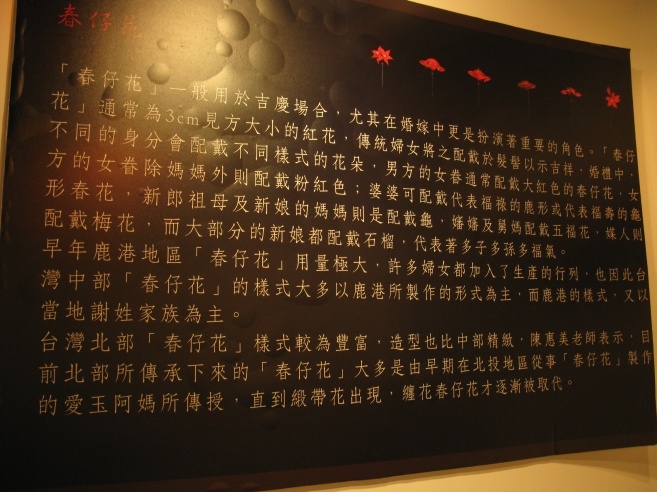 春仔花
「春仔花」一般用於吉慶場合，尤其在婚嫁中更是扮演著重要的角色。「春仔
花」通常為3cm見方大小的紅花，傳統婦女將之配戴於髮髻以示吉祥，婚禮中，
不同的身分會配戴不同樣式的花朵，男方的女眷通常配戴大紅色的春仔花，女
方的女眷除媽媽外則配戴粉紅色；婆婆可配戴代表福祿的鹿形或代表福壽的龜
形春花，新郎祖母及新娘的媽媽則是配戴龜，嬸嬸及舅媽配戴五福花，媒人則
配戴梅花，而大部分的新娘都配戴石榴，代表著多子多孫多福氣。
早年鹿港地區「春仔花」用量極大，許多婦女都加入了生產的行列，也因此台
灣中部「春仔花」的樣式大多以鹿港所製作的形式為主，而鹿港的樣式，又以
當地謝姓家族為主。
台灣北部「春仔花」樣式較為豐富，造型也比中部精緻，陳惠美老師表示，目
前北部所傳承下來的「春仔花」大多是由早期在北投地區從事「春仔花」製作
的愛玉阿媽所傳授，直到緞帶花出現，纏花春仔花才逐漸被取代。